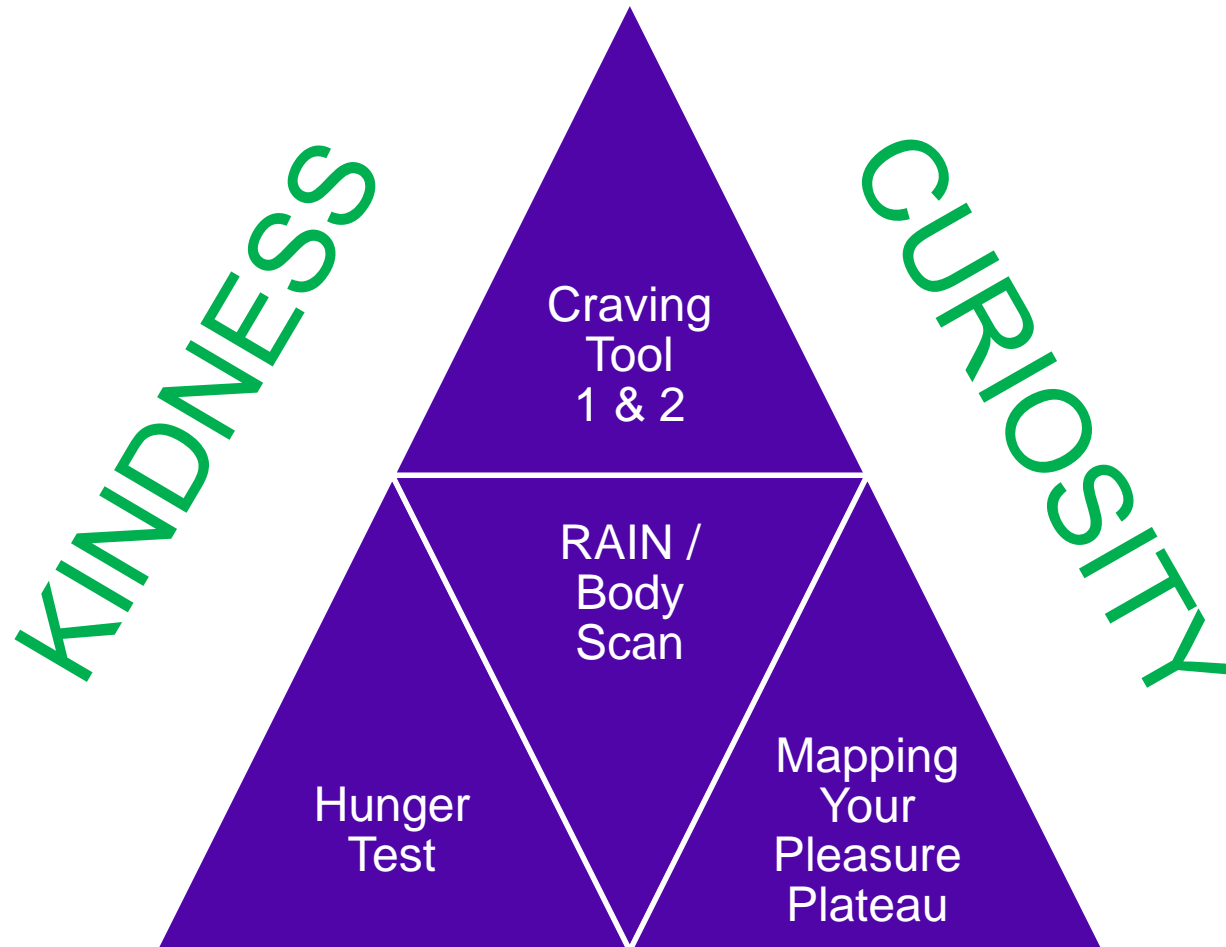 KINDNESS
CURIOSITY
Craving
Tool
1 & 2
RAIN /
Body
Scan
Hunger
Test
Mapping
Your
Pleasure
Plateau